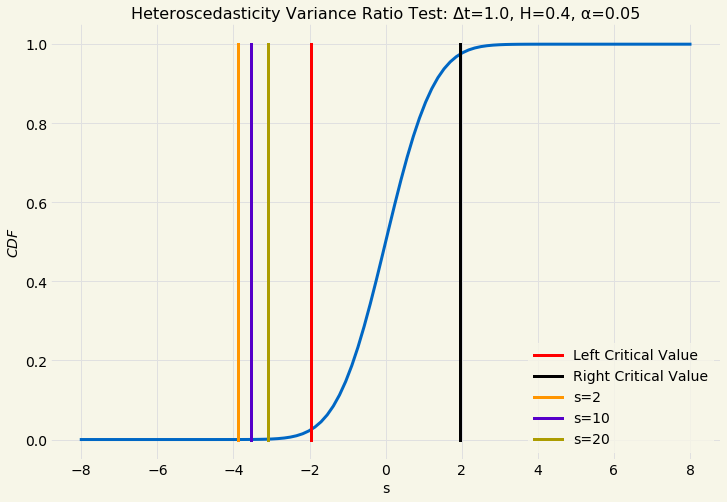 Heteroscedasticity Variance Ratio Test: Δt=1.0, H=0.4, α=0.05
CDF
1.0
0.8
0.6
0.4
0.2
0.0
−8 −6 −4 −2 0 2 4 6 8
s
Left Critical Value
Right Critical Value
s=2
s=10
s=20